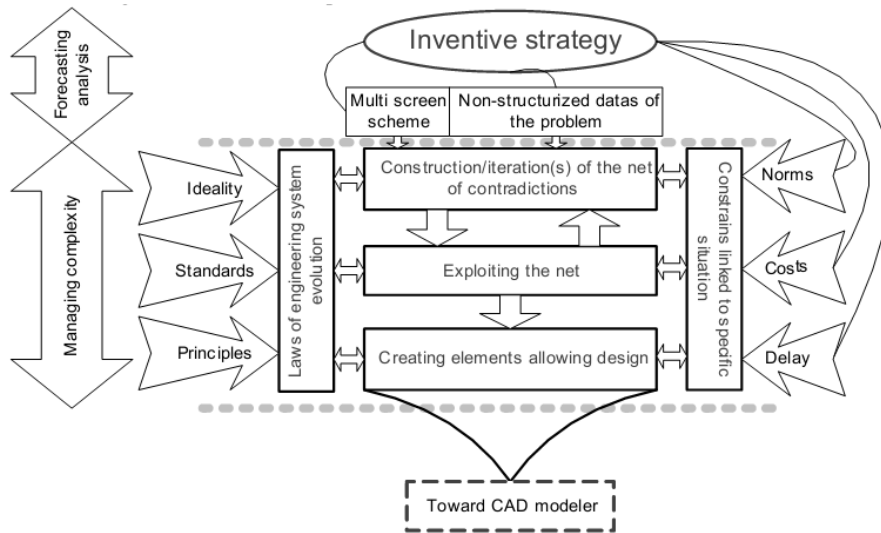 Inventive strategy
Forecasting
analysis
Multi screen
scheme
Non-structurized datas of
the problem
Managing complexity
Ideality
Standards
Principles
Laws of engineering system
evolution
Construction/iteration(s) of the net
of contradictions
Exploiting the net
Creating elements allowing design
Constrains linked to specific
situation
Norms
Costs
Delay
Toward CAD modeler